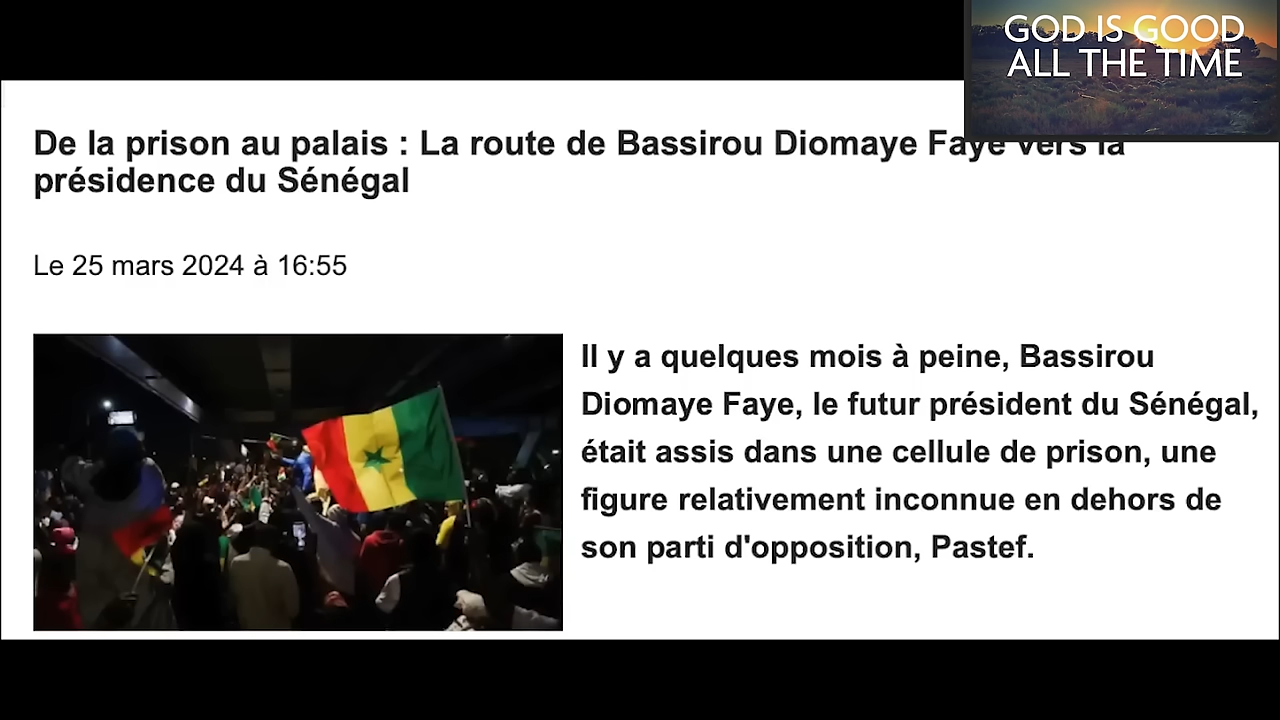 GOD IS GOOD
ALL THE TIME
De la prison au palais : La route de Bassirou Diomaye Faye vers la
présidence du Sénégal
Le 25 mars 2024 à 16:55
Il y a quelques mois à peine, Bassirou
Diomaye Faye, le futur président du Sénégal,
était assis dans une cellule de prison, une
figure relativement inconnue en dehors de
son parti d'opposition, Pastef.